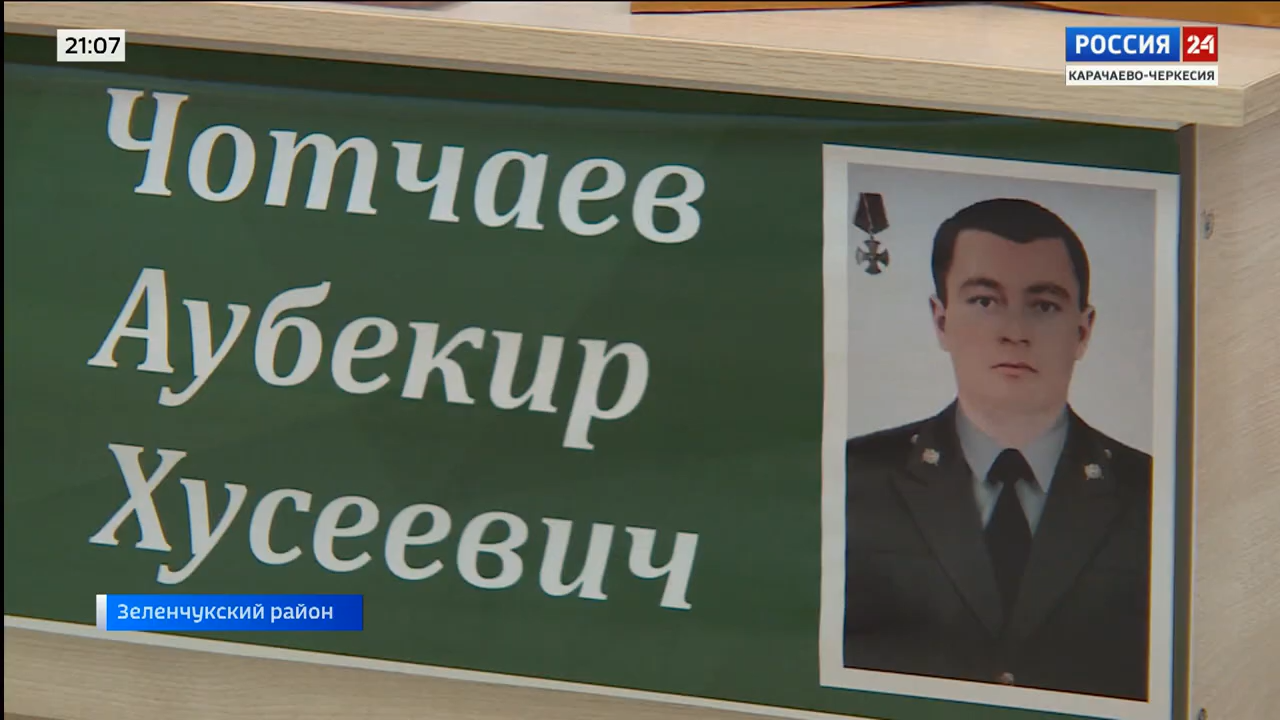 21:07
РОССИЯ 24
КАРАЧАЕВО-ЧЕРКЕСИЯ
Чотчаев
Аубекир
Хусеевич
Зеленчукский район